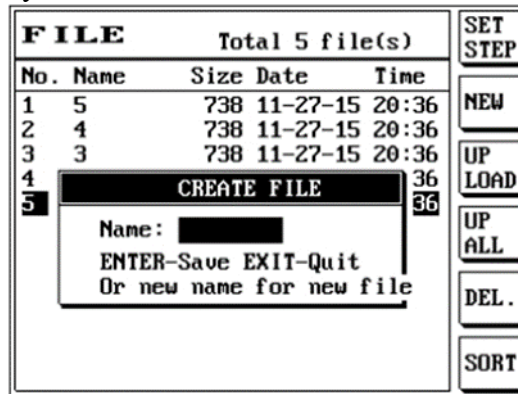 FILE Total 5 file(s)
No. Name Size Date Time
1 5 738 11-27-15 20:36
2 4 738 11-27-15 20:36
3 3 738 11-27-15 20:36
4 36
5 36
CREATE FILE
Name:
ENTER-Save EXIT-Quit
Or new name for new file
SET
STEP
NEW
UP
LOAD
UP
ALL
DEL.
SORT